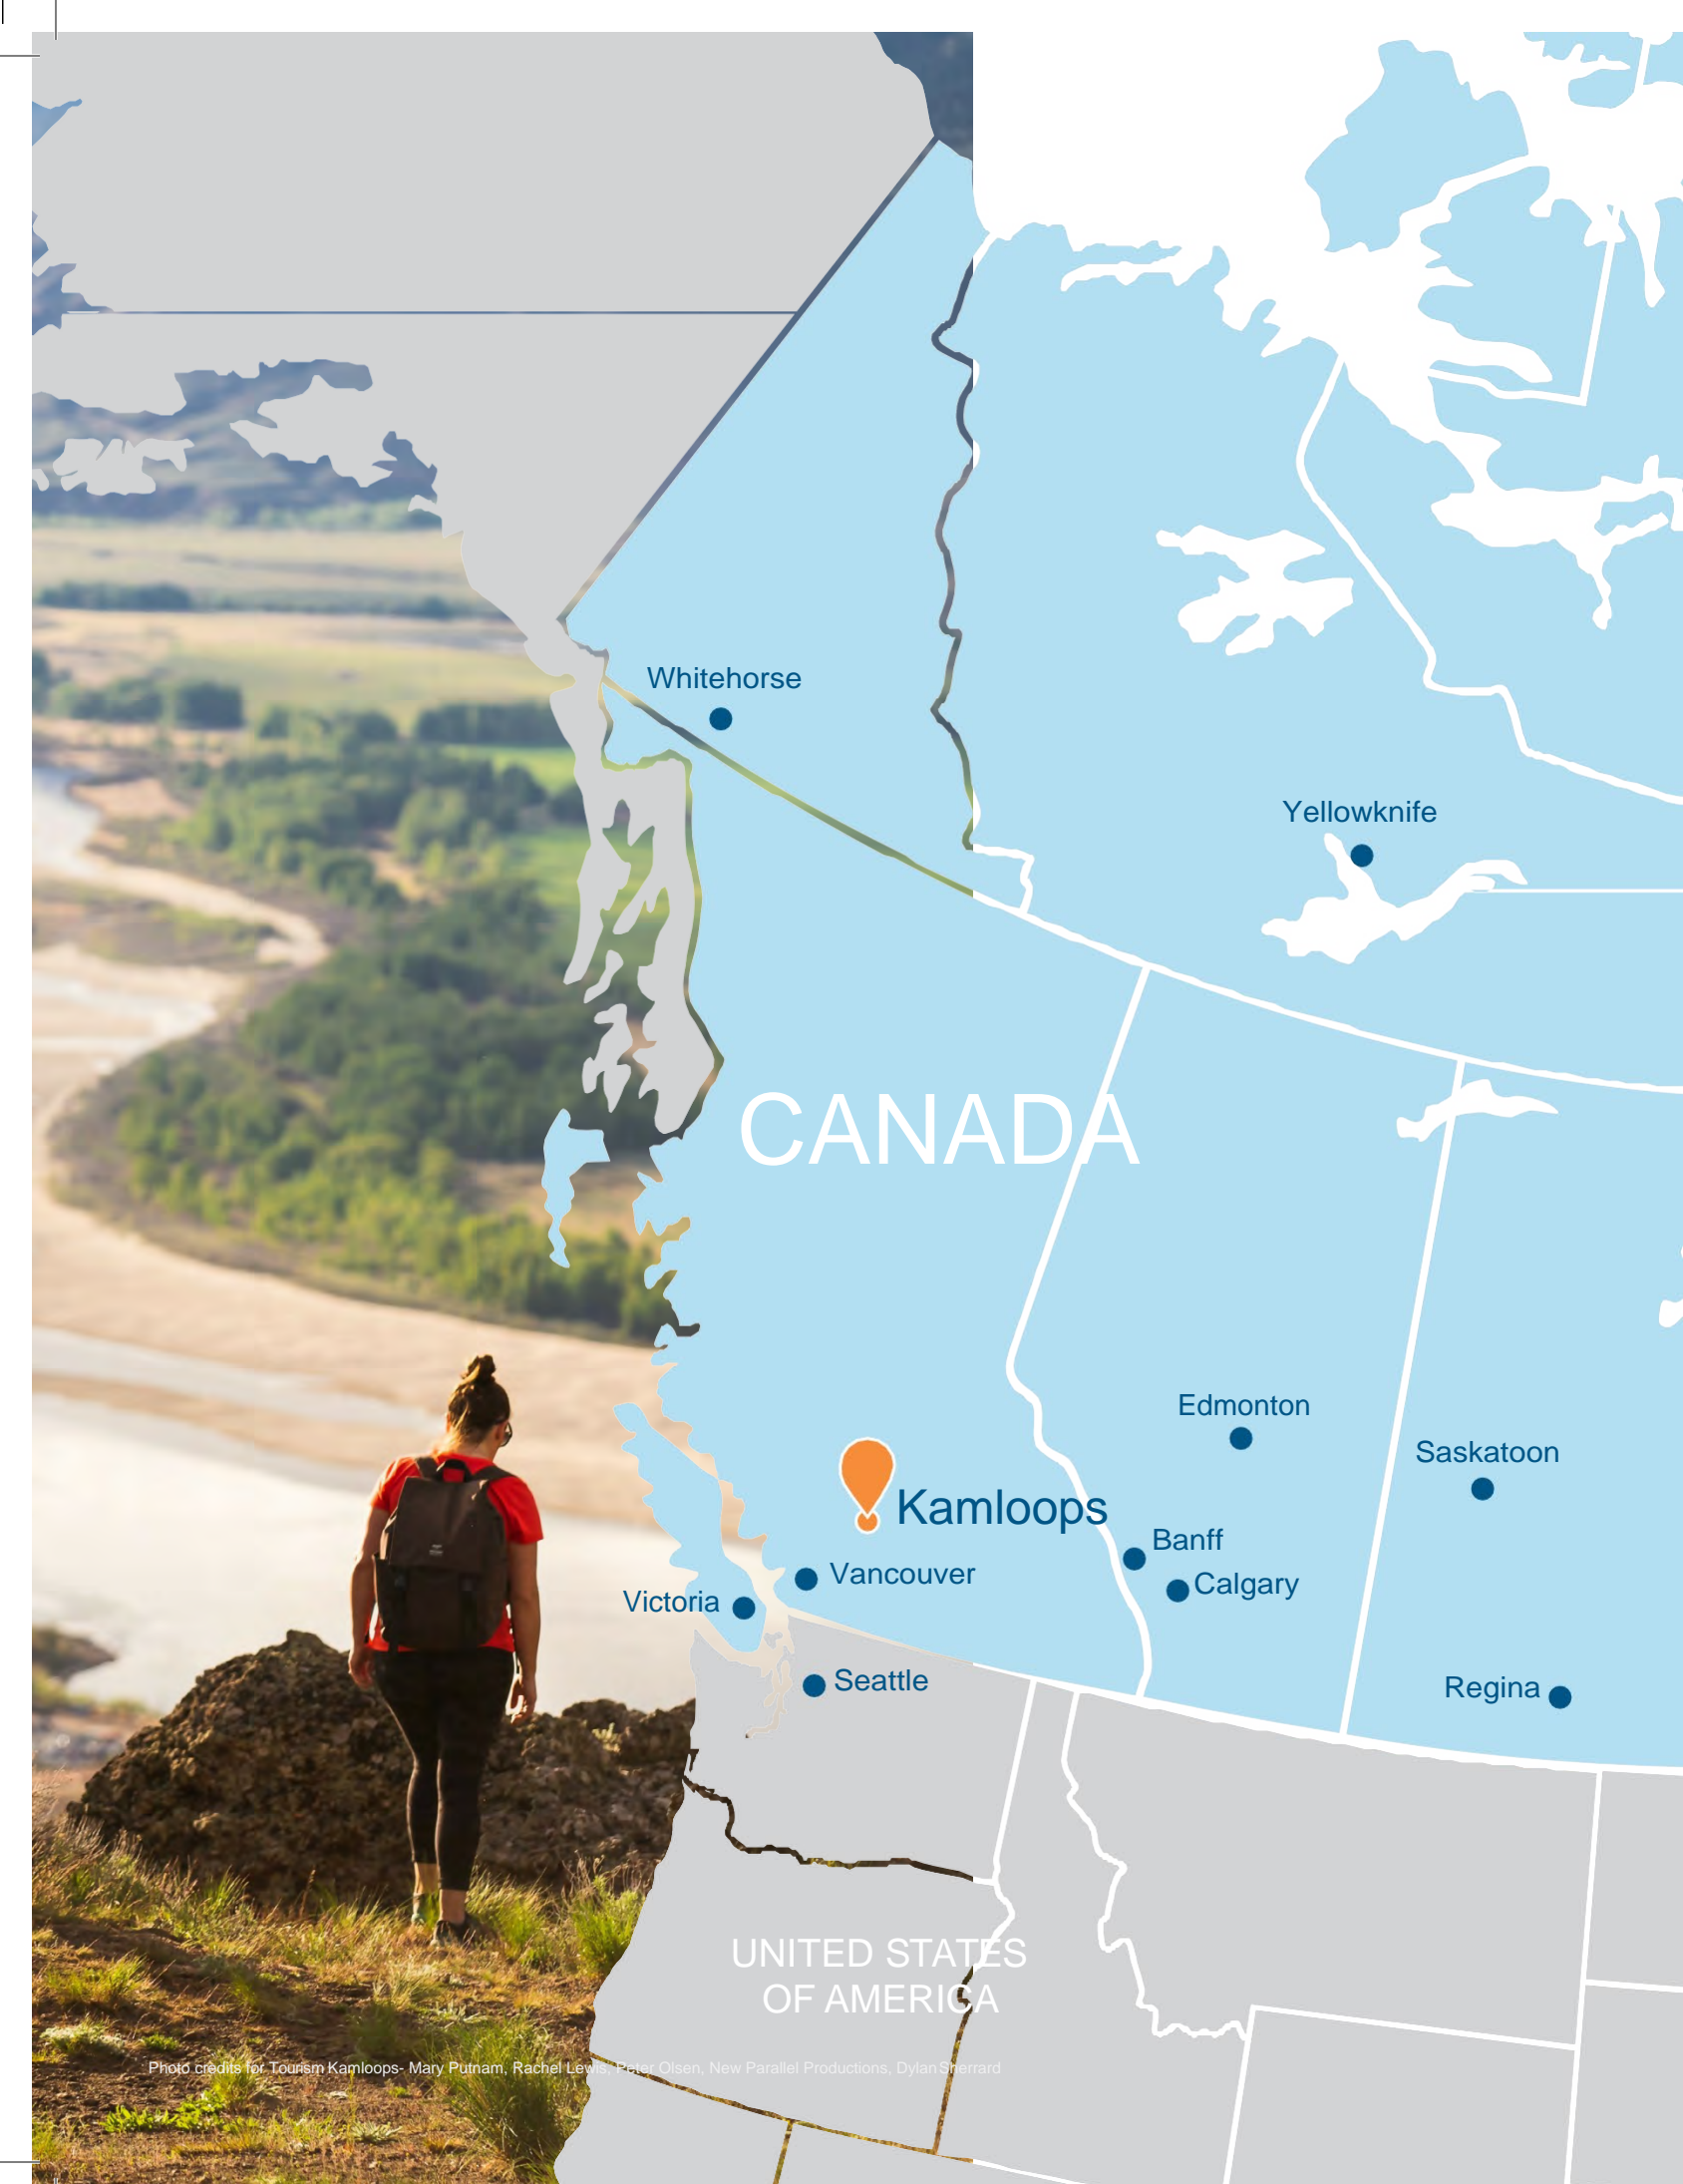 Whitehorse
Yellowknife
CANADA
Edmonton
Saskatoon
Kamloops
Banff
Vancouver
Calgary
Victoria
Seattle
Regina
UNITED STATES
OF AMERICA
Photo credits for Tourism Kamloops- Mary Putnam, Rachel Lewis, Peter Olsen, New Parallel Productions, Dylan Sherrard